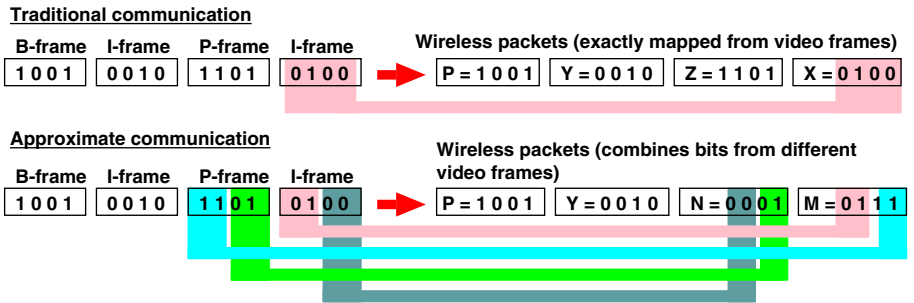 Traditional communication
B-frame I-frame P-frame I-frame Wireless packets (exactly mapped from video frames)
1 0 0 1 0 0 1 0 1 1 0 1 0 1 0 0 P = 1 0 0 1 Y = 0 0 1 0 Z = 1 1 0 1 X = 0 1 0 0
Approximate communication
Wireless packets (combines bits from different
video frames)
B-frame I-frame P-frame I-frame
1 0 0 1 0 0 1 0 1 1 0 1 0 1 0 0 P = 1 0 0 1 Y = 0 0 1 0 N = 0 0 0 1 M = 0 1 1 1